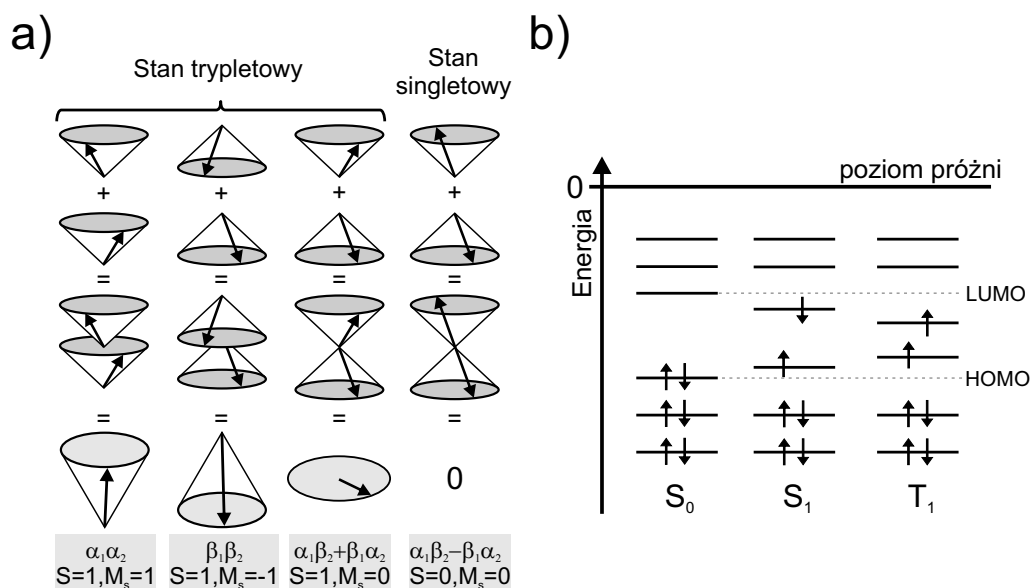 a)
Stan trypletowy
Stan
singletowy
+ + + +
= = = =
= = = =
0
α₁α₂
S=1,Mₛ=1
β₁β₂
S=1,Mₛ=-1
α₁β₂+β₁α₂
S=1,Mₛ=0
α₁β₂−β₁α₂
S=0,Mₛ=0
b)
poziom próżni
0
Energia
LUMO
HOMO
S₀
S₁
T₁